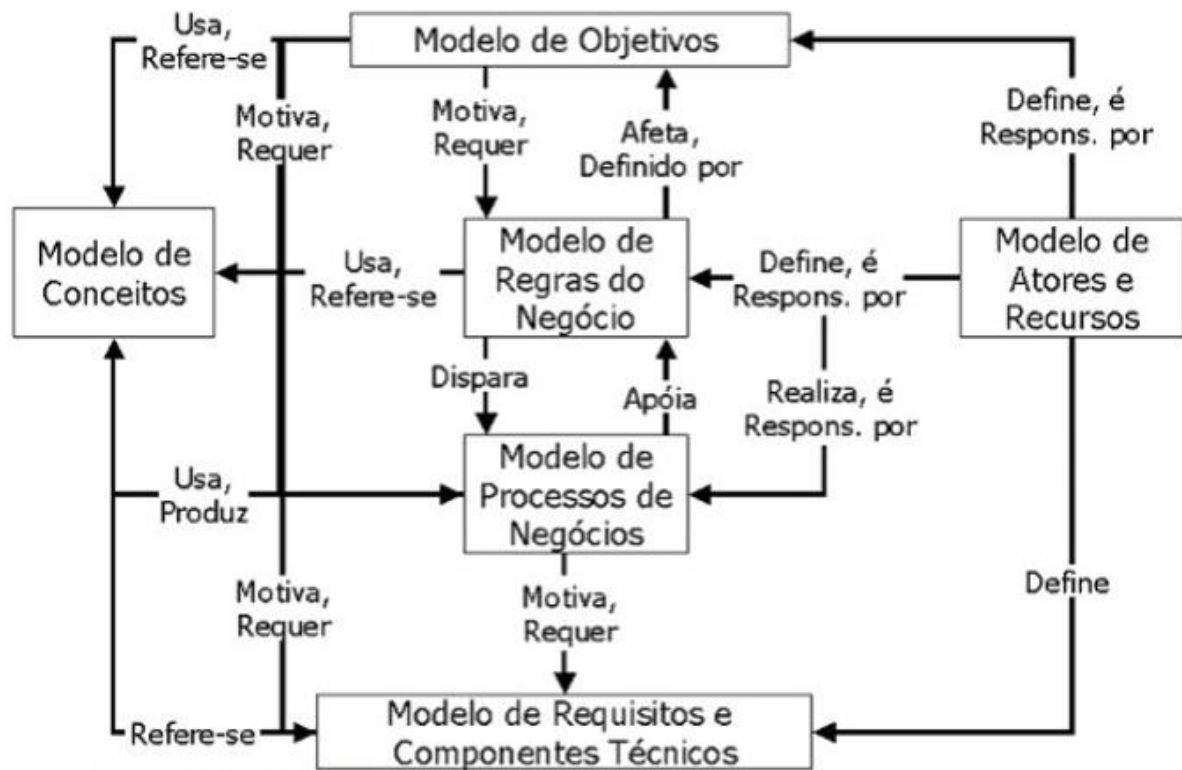 Usa,
Refere-se
Modelo de Objetivos
Motiva,
Requer
Motiva,
Requer
Afeta,
Definido por
Define, é
Respons. por
Modelo de
Conceitos
Usa,
Refere-se
Modelo de
Regras do
Negócio
Define, é
Respons. por
Modelo de
Atores e
Recursos
Dispara
Apóia
Realiza, é
Respons. por
Usa,
Produz
Modelo de
Processos de
Negócios
Motiva,
Requer
Motiva,
Requer
Define
Refere-se
Modelo de Requisitos e
Componentes Técnicos